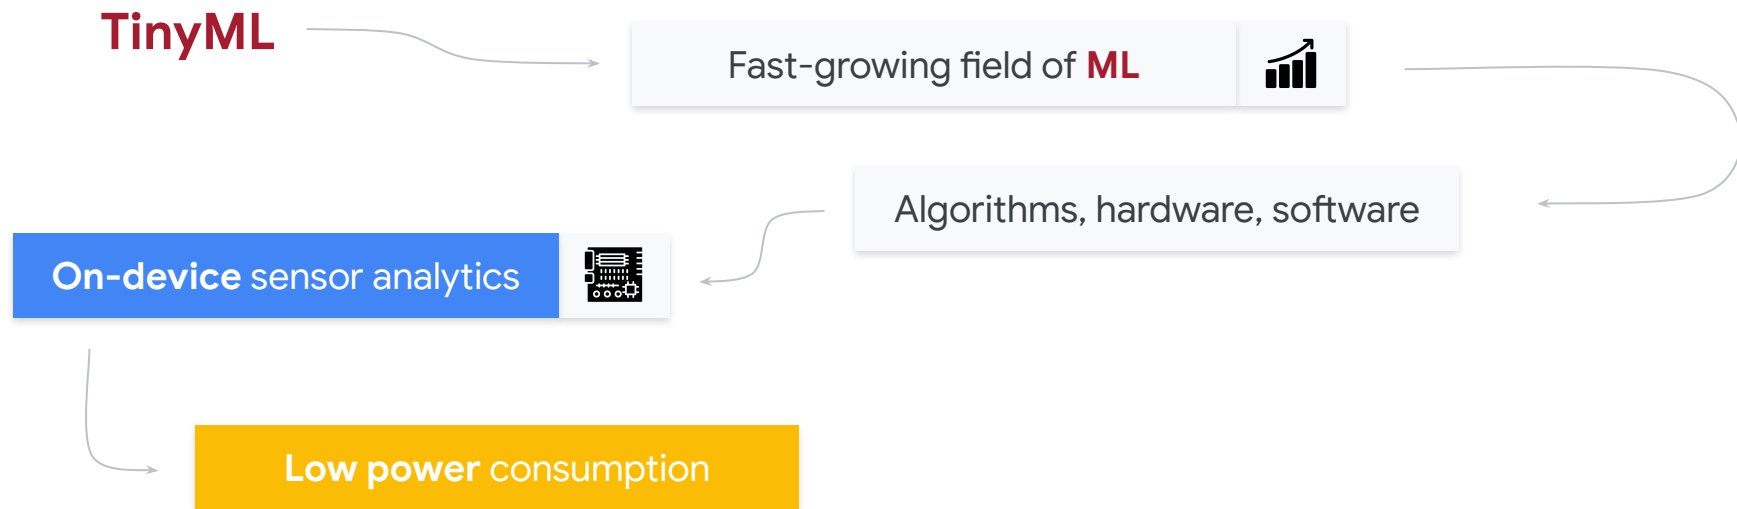 TinyML
Fast-growing field of ML
Algorithms, hardware, software
On-device sensor analytics
Low power consumption